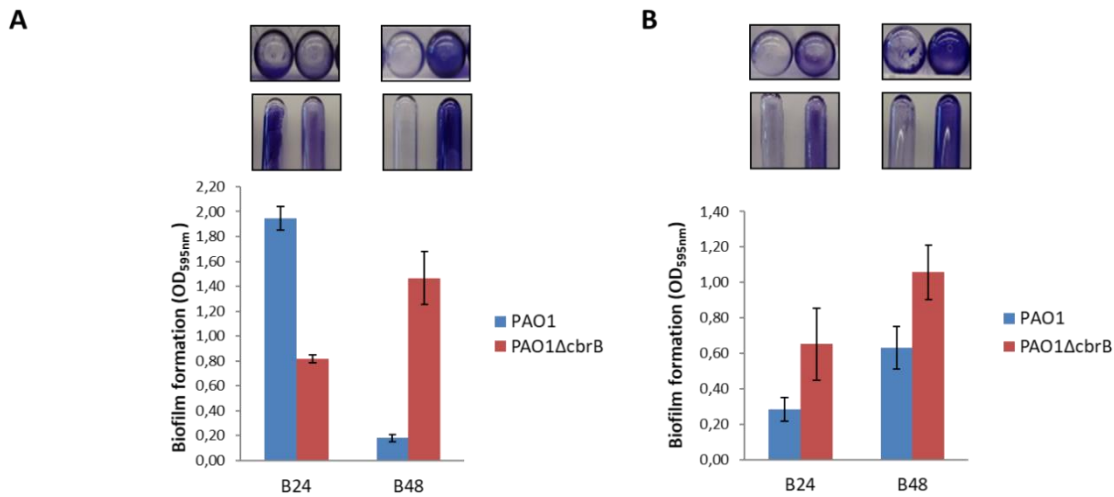 A
Biofilm formation (OD595nm)
2,20
2,00
1,80
1,60
1,40
1,20
1,00
0,80
0,60
0,40
0,20
0,00
B24
B48
PAO1
PAO1ΔcbrB
B
Biofilm formation (OD595nm)
1,40
1,20
1,00
0,80
0,60
0,40
0,20
0,00
B24
B48
PAO1
PAO1ΔcbrB